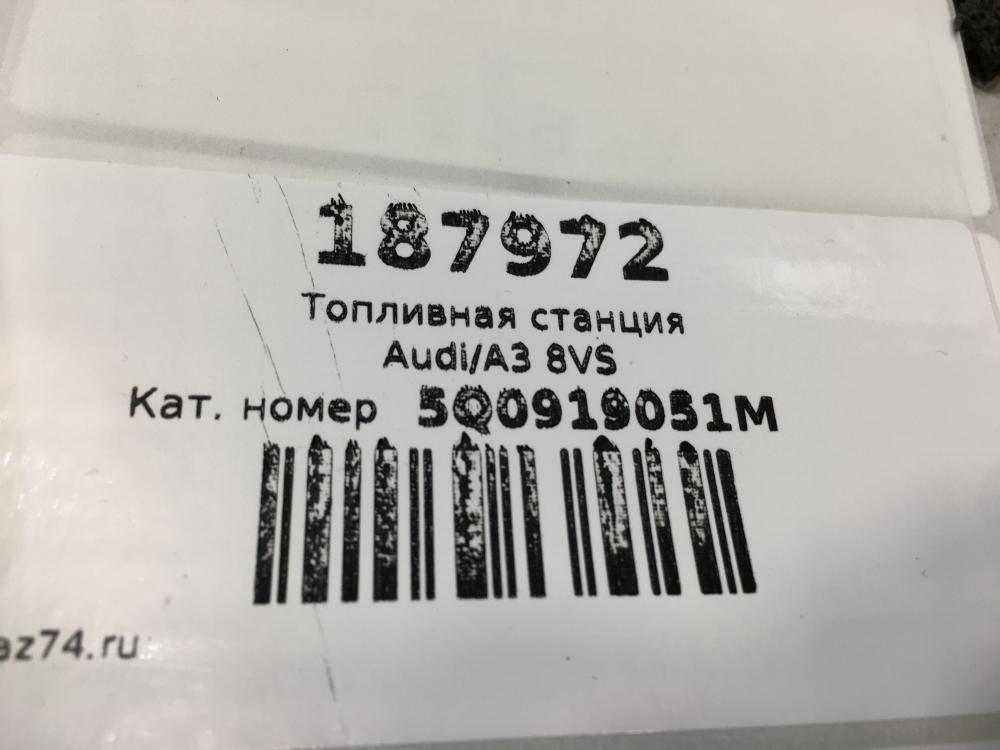 187972
Топливная станция
Audi/A3 8VS
Кат. номер 5Q0919051M
az74.ru